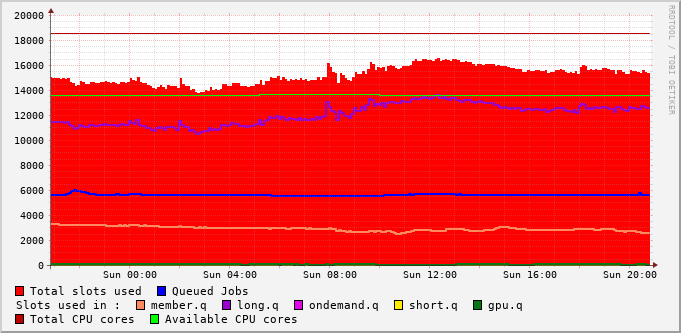 20000
18000
16000
14000
12000
10000
8000
6000
4000
2000
0
Sun 00:00 Sun 04:00 Sun 08:00 Sun 12:00 Sun 16:00 Sun 20:00
RRDTOOL / TOBI OETIKER
Total slots used Queued Jobs
Slots used in : member.q long.q ondemand.q short.q gpu.q
Total CPU cores Available CPU cores